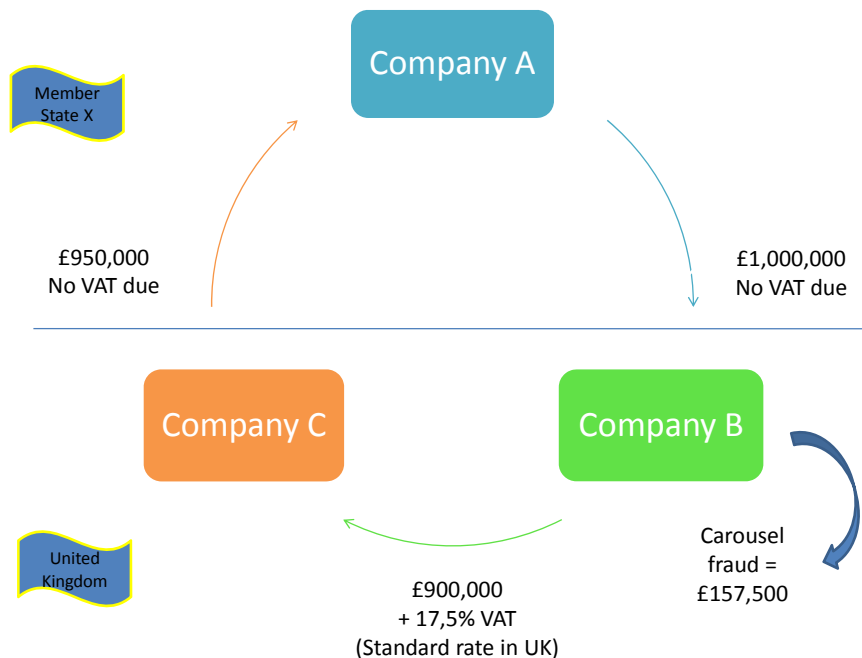 Company A
Member
State X
£950,000
No VAT due
£1,000,000
No VAT due
Company C
Company B
United
Kingdom
£900,000
+ 17,5% VAT
(Standard rate in UK)
Carousel
fraud =
£157,500